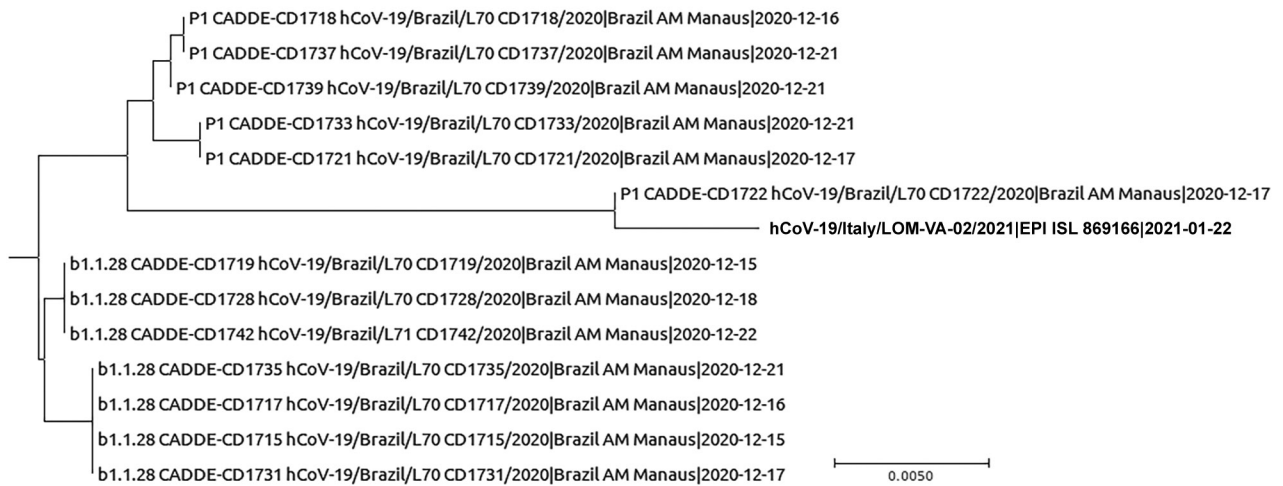 P1 CADDE-CD1718 hCoV-19/Brazil/L70 CD1718/2020|Brazil AM Manaus|2020-12-16
P1 CADDE-CD1737 hCoV-19/Brazil/L70 CD1737/2020|Brazil AM Manaus|2020-12-21
P1 CADDE-CD1739 hCoV-19/Brazil/L70 CD1739/2020|Brazil AM Manaus|2020-12-21
P1 CADDE-CD1733 hCoV-19/Brazil/L70 CD1733/2020|Brazil AM Manaus|2020-12-21
P1 CADDE-CD1721 hCoV-19/Brazil/L70 CD1721/2020|Brazil AM Manaus|2020-12-17
P1 CADDE-CD1722 hCoV-19/Brazil/L70 CD1722/2020|Brazil AM Manaus|2020-12-17
hCoV-19/Italy/LOM-VA-02/2021|EPI ISL 869166|2021-01-22
b1.1.28 CADDE-CD1719 hCoV-19/Brazil/L70 CD1719/2020|Brazil AM Manaus|2020-12-15
b1.1.28 CADDE-CD1728 hCoV-19/Brazil/L70 CD1728/2020|Brazil AM Manaus|2020-12-18
b1.1.28 CADDE-CD1742 hCoV-19/Brazil/L71 CD1742/2020|Brazil AM Manaus|2020-12-22
b1.1.28 CADDE-CD1735 hCoV-19/Brazil/L70 CD1735/2020|Brazil AM Manaus|2020-12-21
b1.1.28 CADDE-CD1717 hCoV-19/Brazil/L70 CD1717/2020|Brazil AM Manaus|2020-12-16
b1.1.28 CADDE-CD1715 hCoV-19/Brazil/L70 CD1715/2020|Brazil AM Manaus|2020-12-15
b1.1.28 CADDE-CD1731 hCoV-19/Brazil/L70 CD1731/2020|Brazil AM Manaus|2020-12-17
0.0050